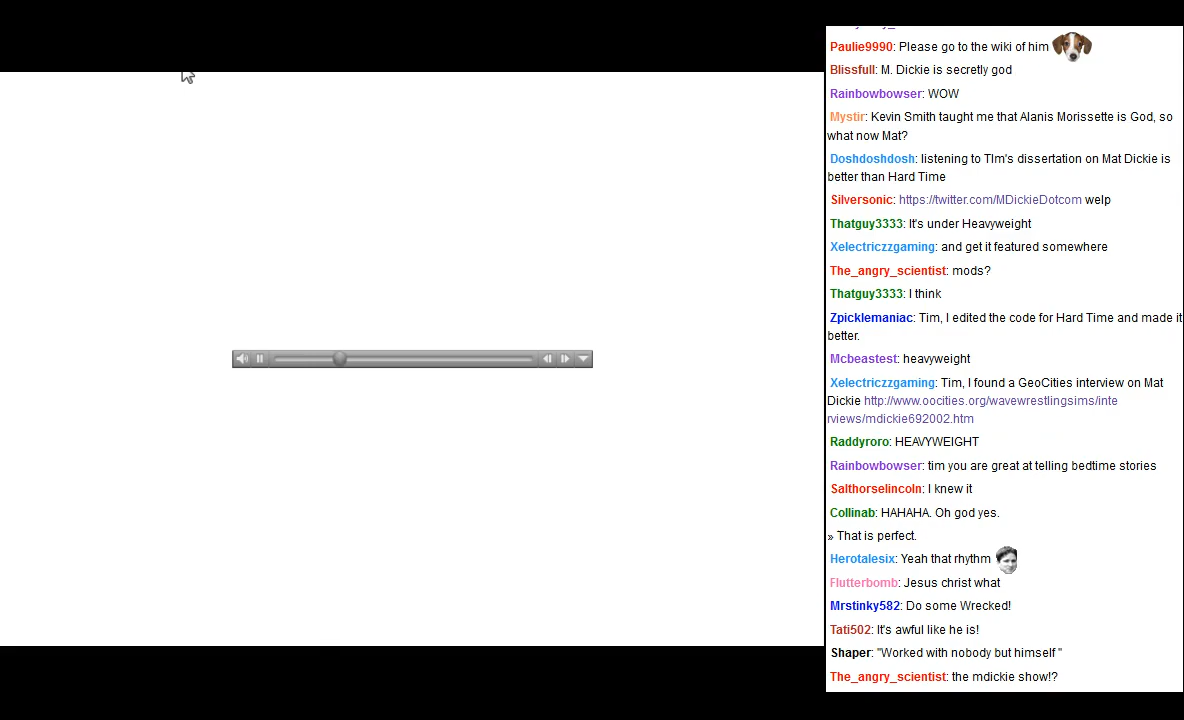 Paulie9990: Please go to the wiki of him
Blissfull: M. Dickie is secretly god
Rainbowbowser: WOW
Mystir: Kevin Smith taught me that Alanis Morissette is God, so
what now Mat?
Doshdoshdosh: listening to TIm's dissertation on Mat Dickie is
better than Hard Time
Silversonic: https://twitter.com/MDickieDotcom welp
Thatguy3333: It's under Heavyweight
Xelectriczzgaming: and get it featured somewhere
The_angry_scientist: mods?
Thatguy3333: I think
Zpicklemaniac: Tim, I edited the code for Hard Time and made it
better.
Mcbeastest: heavyweight
Xelectriczzgaming: Tim, I found a GeoCities interview on Mat
Dickie http://www.oocities.org/wavewrestlingsims/inte
rviews/mdickie692002.htm
Raddyroro: HEAVYWEIGHT
Rainbowbowser: tim you are great at telling bedtime stories
Salthorselincoln: I knew it
Collinab: HAHAHA. Oh god yes.
» That is perfect.
Herotalesix: Yeah that rhythm
Flutterbomb: Jesus christ what
Mrstinky582: Do some Wrecked!
Tati502: It's awful like he is!
Shaper: "Worked with nobody but himself "
The_angry_scientist: the mdickie show!?